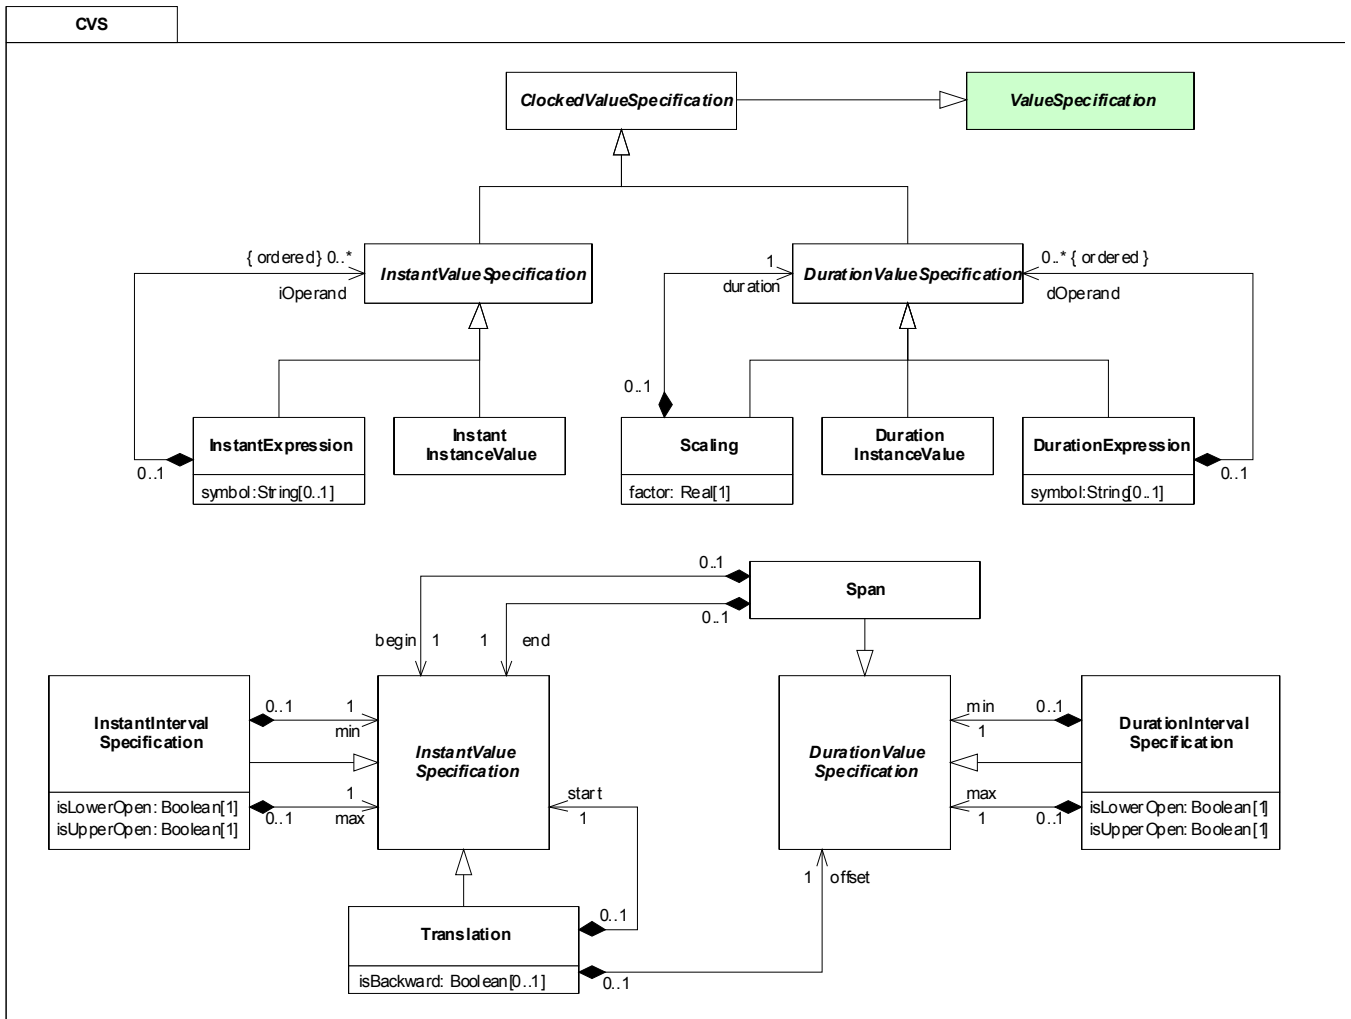 CVS
ClockedValueSpecification
ValueSpecification
{ ordered} 0..*
InstantValueSpecification
iOperand
1
duration
DurationValueSpecification
0..* { ordered }
dOperand
0..1
InstantExpression
symbol:String[0..1]
0..1
Instant
InstanceValue
Scaling
factor: Real[1]
Duration
InstanceValue
DurationExpression
symbol:String[0..1]
0..1
0..1
0..1
Span
begin 1
1 end
InstantInterval
Specification
isLowerOpen: Boolean[1]
isUpperOpen: Boolean[1]
0..1
1
min
1
0..1
max
InstantValue
Specification
start
1
DurationValue
Specification
min
0..1
1
max
1
0..1
DurationInterval
Specification
isLowerOpen: Boolean[1]
isUpperOpen: Boolean[1]
1 offset
Translation
isBackward: Boolean[0..1]
0..1
0..1